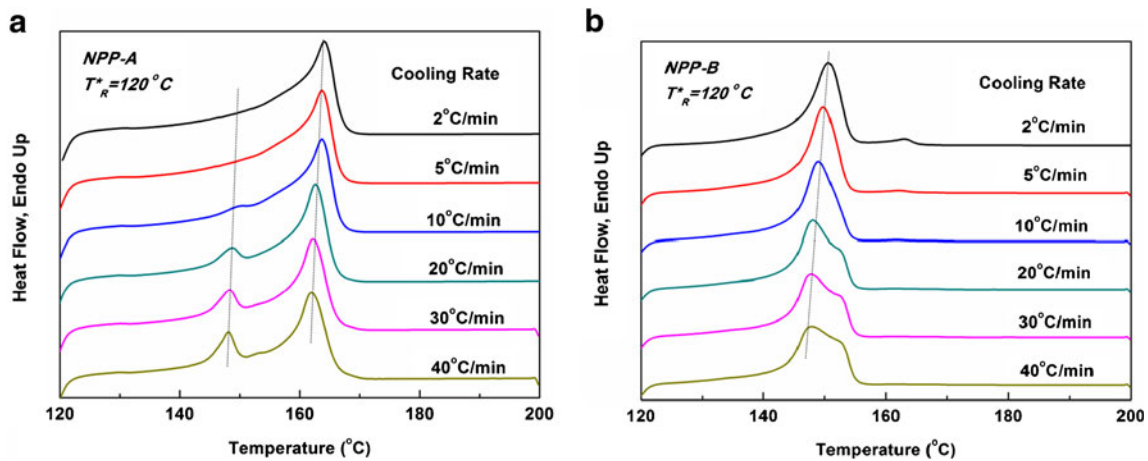 a
NPP-A
T*R=120°C
Cooling Rate
2°C/min
5°C/min
10°C/min
20°C/min
30°C/min
40°C/min
Heat Flow, Endo Up
120 140 160 180 200
Temperature (°C)
b
NPP-B
T*R=120°C
Cooling Rate
2°C/min
5°C/min
10°C/min
20°C/min
30°C/min
40°C/min
Heat Flow, Endo Up
120 140 160 180 200
Temperature (°C)